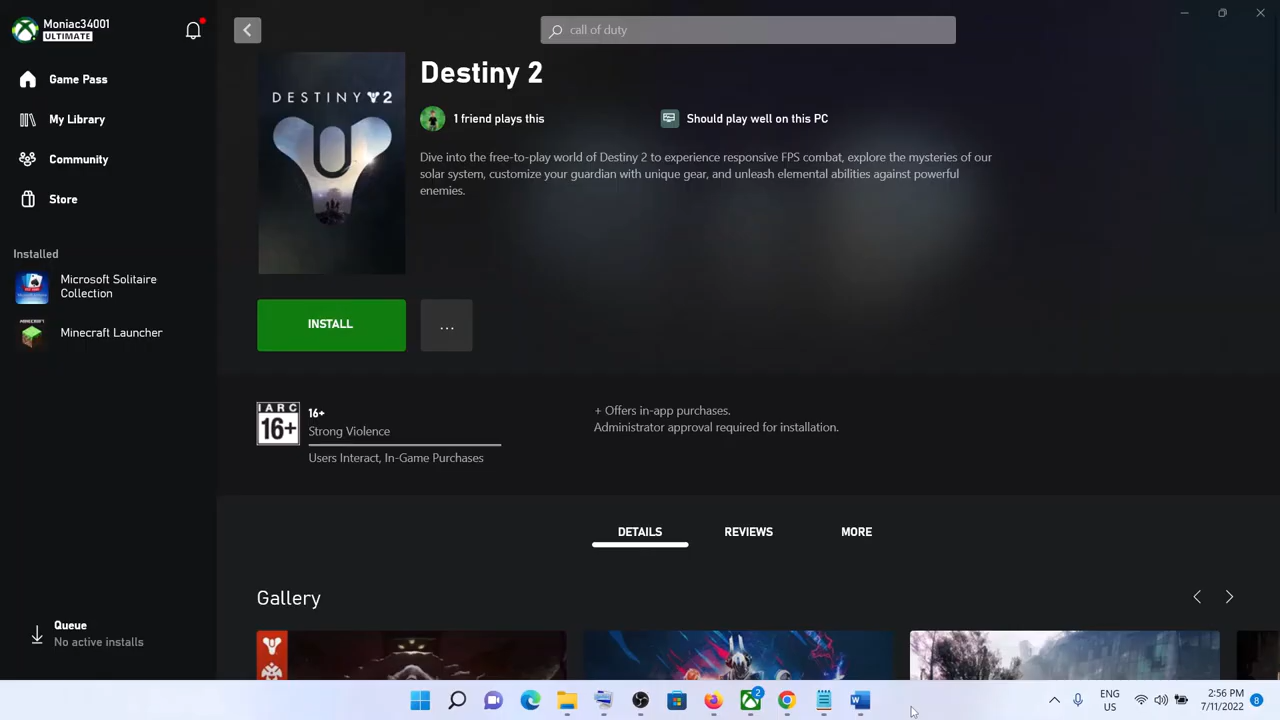 Moniac34001
ULTIMATE
call of duty
Game Pass
My Library
Community
Store
Installed
Microsoft Solitaire
Collection
Minecraft Launcher
Queue
No active installs
DESTINY 2
Destiny 2
1 friend plays this
Should play well on this PC
Dive into the free-to-play world of Destiny 2 to experience responsive FPS combat, explore the mysteries of our
solar system, customize your guardian with unique gear, and unleash elemental abilities against powerful
enemies.
INSTALL
...
IARC
16+
16+
Strong Violence
Users Interact, In-Game Purchases
+ Offers in-app purchases.
Administrator approval required for installation.
DETAILS
REVIEWS
MORE
Gallery
2
ENG
US
2:56 PM
7/11/2022
8